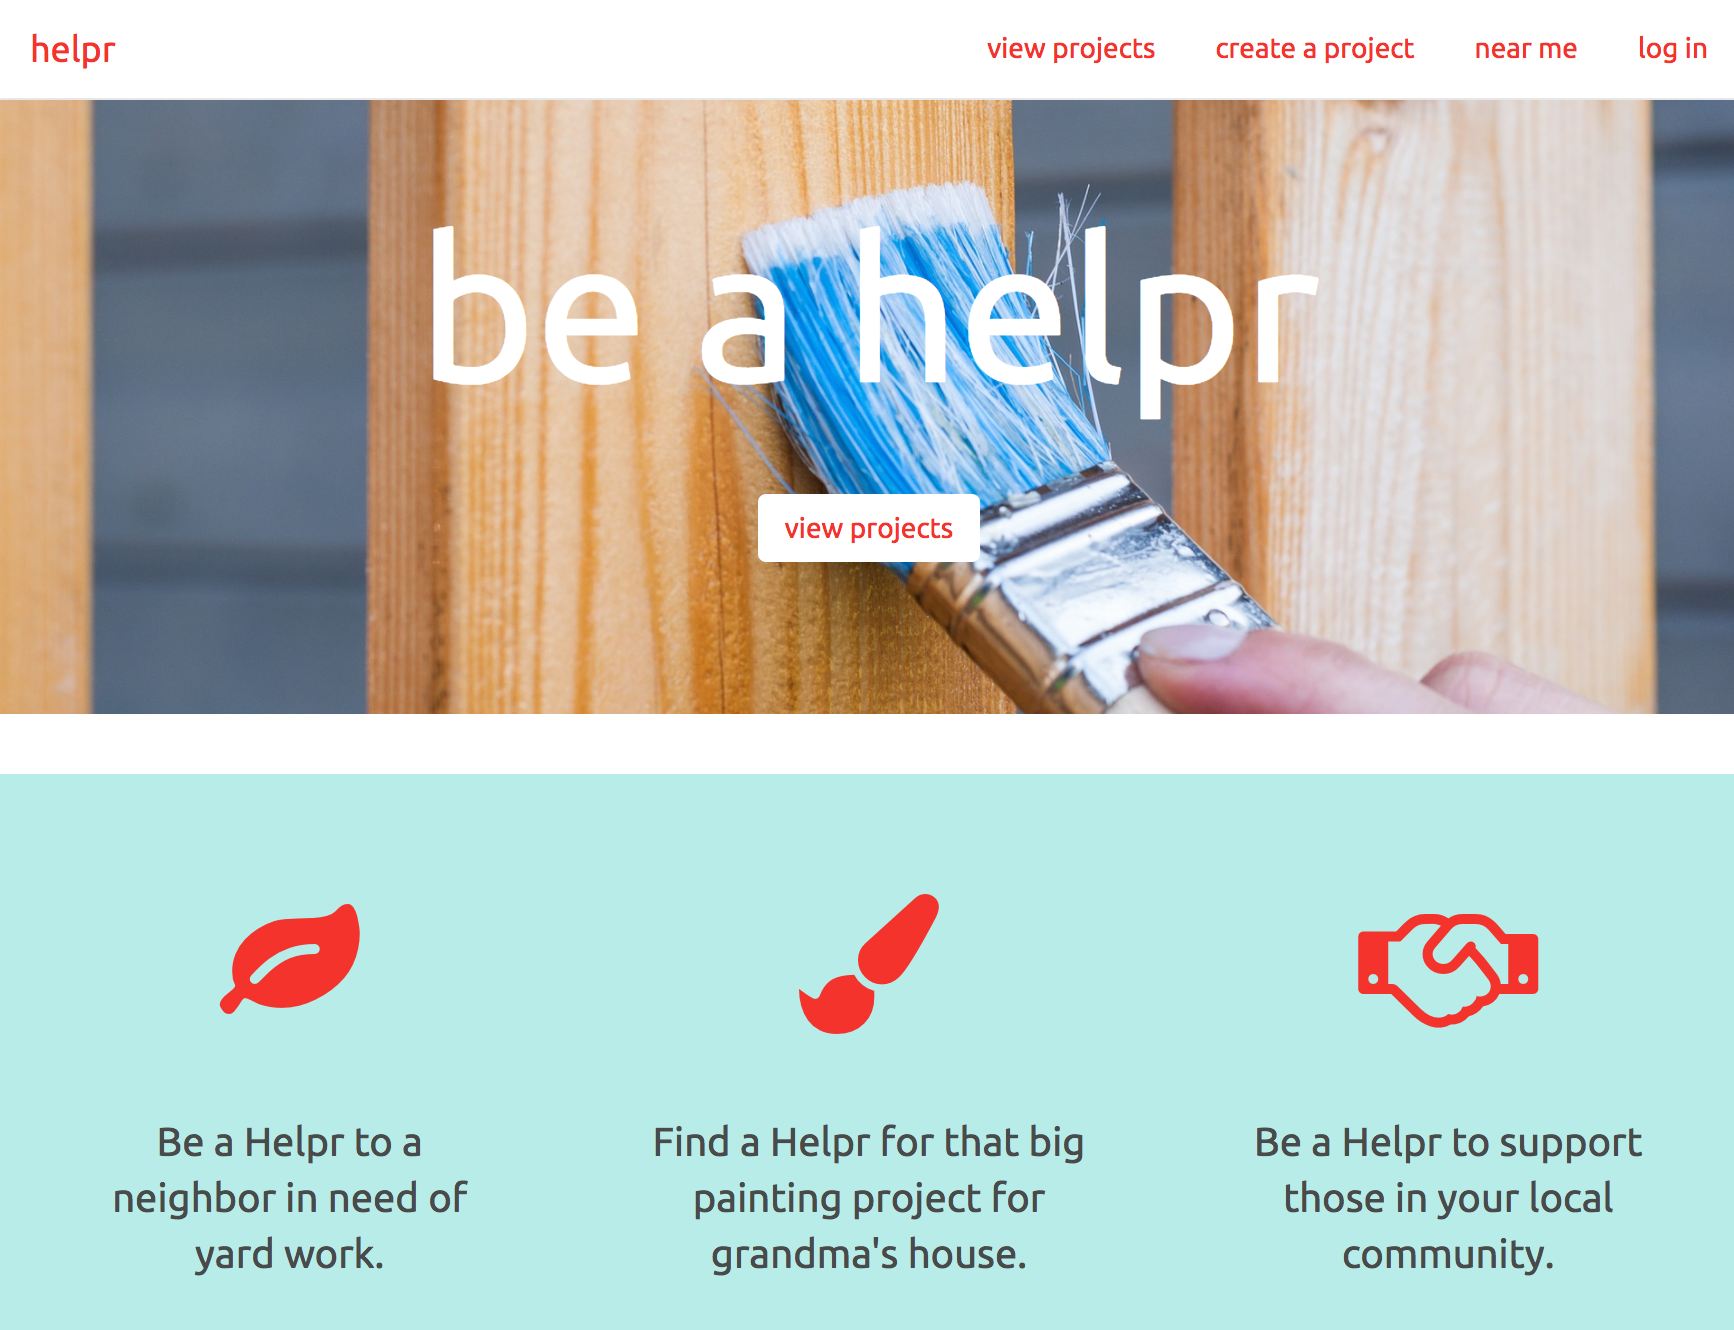 helpr
view projects
create a project
near me
log in
be a helpr
view projects
Be a Helpr to a
neighbor in need of
yard work.
Find a Helpr for that big
painting project for
grandma's house.
Be a Helpr to support
those in your local
community.